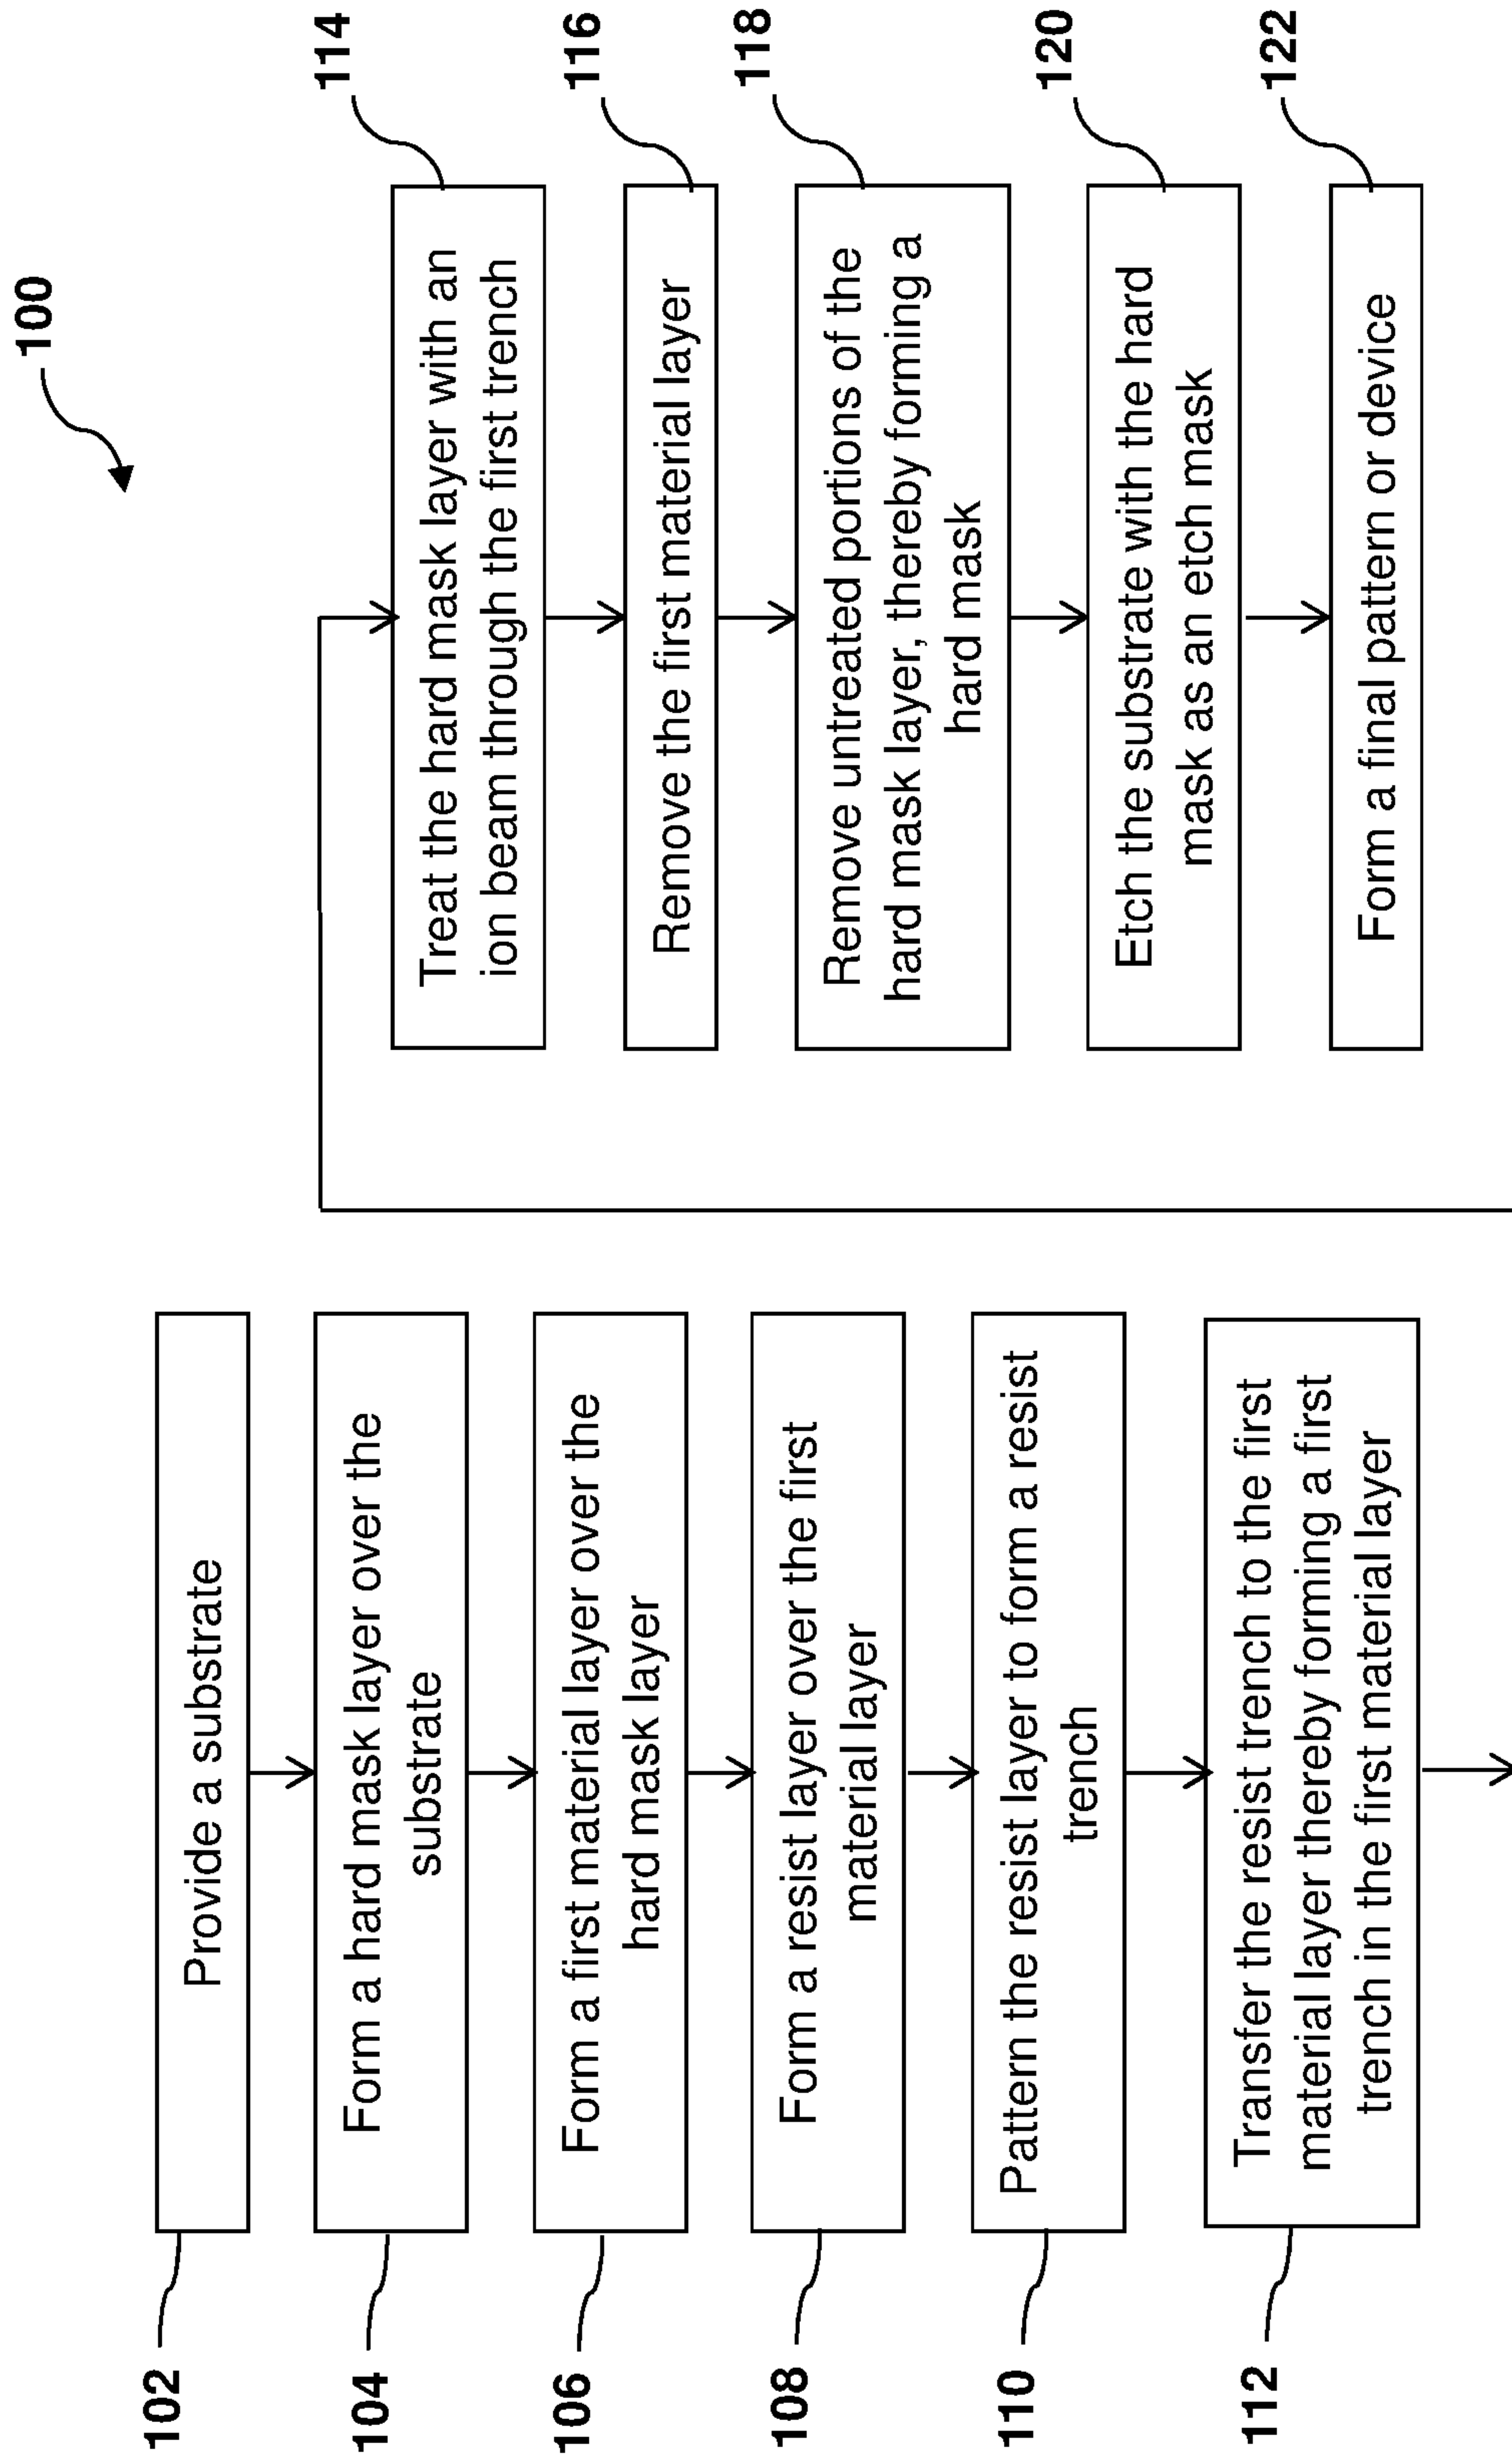 100
102
Provide a substrate
104
Form a hard mask layer over the
substrate
106
Form a first material layer over the
hard mask layer
108
Form a resist layer over the first
material layer
110
Pattern the resist layer to form a resist
trench
112
Transfer the resist trench to the first
material layer thereby forming a first
trench in the first material layer
114
Treat the hard mask layer with an
ion beam through the first trench
116
Remove the first material layer
118
Remove untreated portions of the
hard mask layer, thereby forming a
hard mask
120
Etch the substrate with the hard
mask as an etch mask
122
Form a final pattern or device